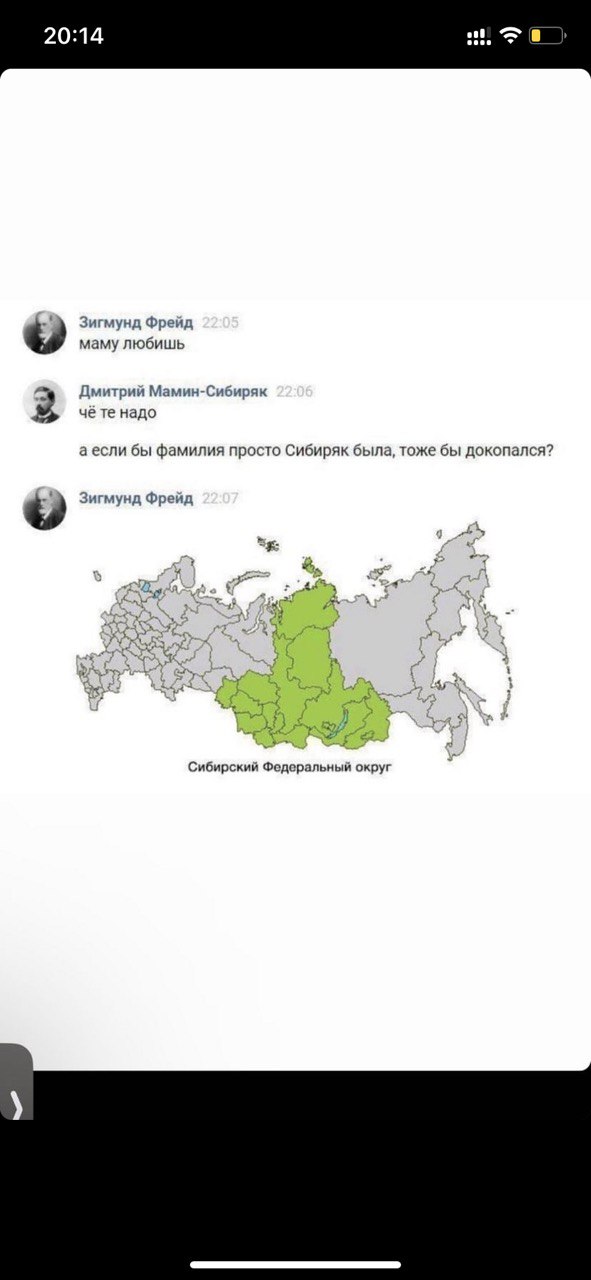 20:14
Зигмунд Фрейд 22:05
маму любишь
Дмитрий Мамин-Сибиряк 22:06
чё те надо
а если бы фамилия просто Сибиряк была, тоже бы докопался?
Зигмунд Фрейд 22:07
Сибирский Федеральный округ